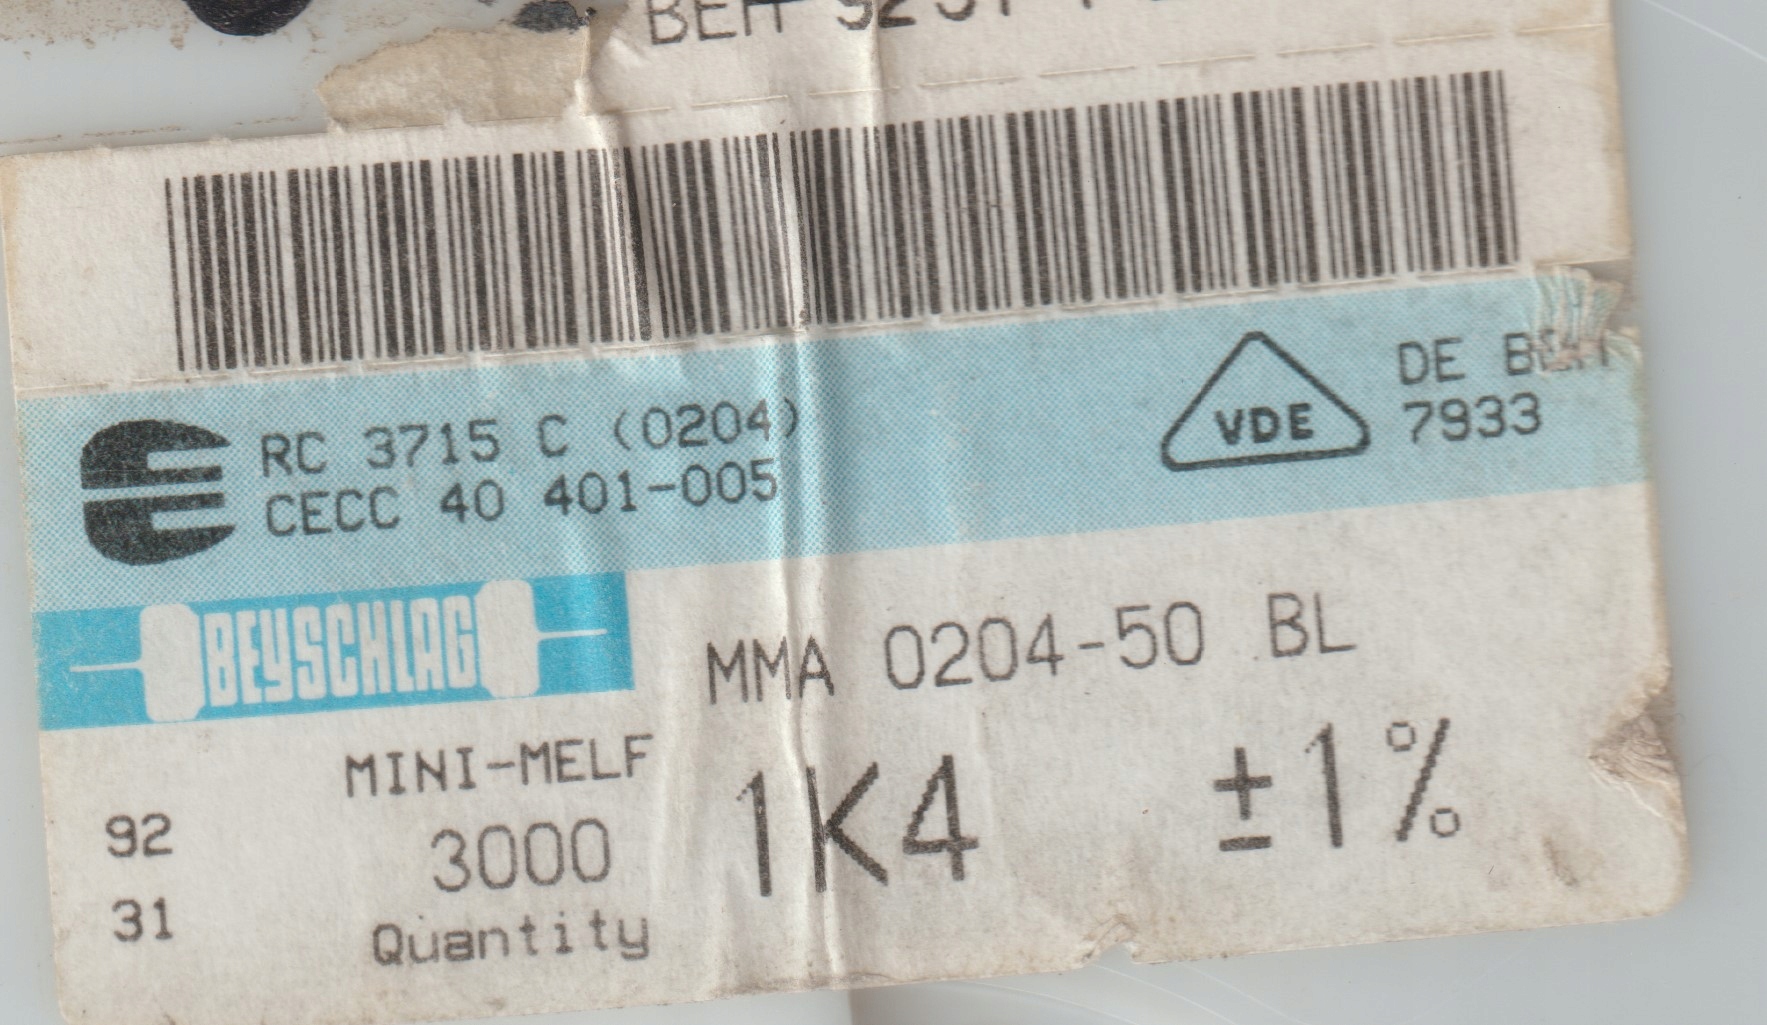 RC 3715 C (0204)
CECC 40 401-005
VDE
DE BEH
7933
BEYSCHLAG
MMA 0204-50 BL
MINI-MELF
1K4 ±1%
92
3000
31
Quantity